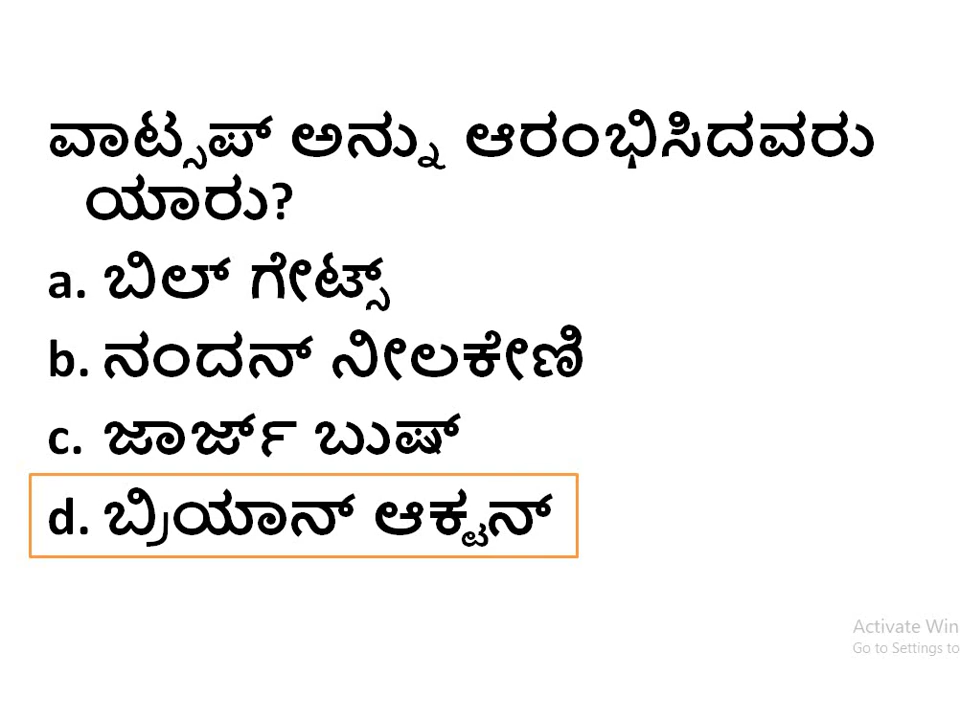 ವಾಟ್ಸಪ್ ಅನ್ನು ಆರಂಭಿಸಿದವರು
ಯಾರು?
a. ಬಿಲ್ ಗೇಟ್ಸ್
b. ನಂದನ್ ನೀಲಕೇಣಿ
c. ಜಾರ್ಜ್ ಬುಷ್
d. ಬ್ರಿಯಾನ್ ಆಕ್ಟನ್
Activate Win
Go to Settings to